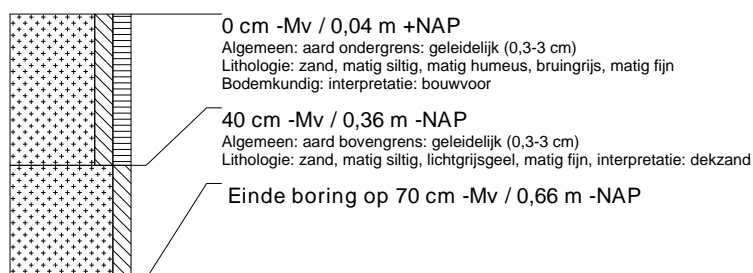 0 cm -Mv / 0,04 m +NAP
Algemeen: aard ondergrens: geleidelijk (0,3-3 cm)
Lithologie: zand, matig siltig, matig humeus, bruingrijs, matig fijn
Bodemkundig: interpretatie: bouwvoor
40 cm -Mv / 0,36 m -NAP
Algemeen: aard bovengrens: geleidelijk (0,3-3 cm)
Lithologie: zand, matig siltig, lichtgrijsgeel, matig fijn, interpretatie: dekzand
Einde boring op 70 cm -Mv / 0,66 m -NAP